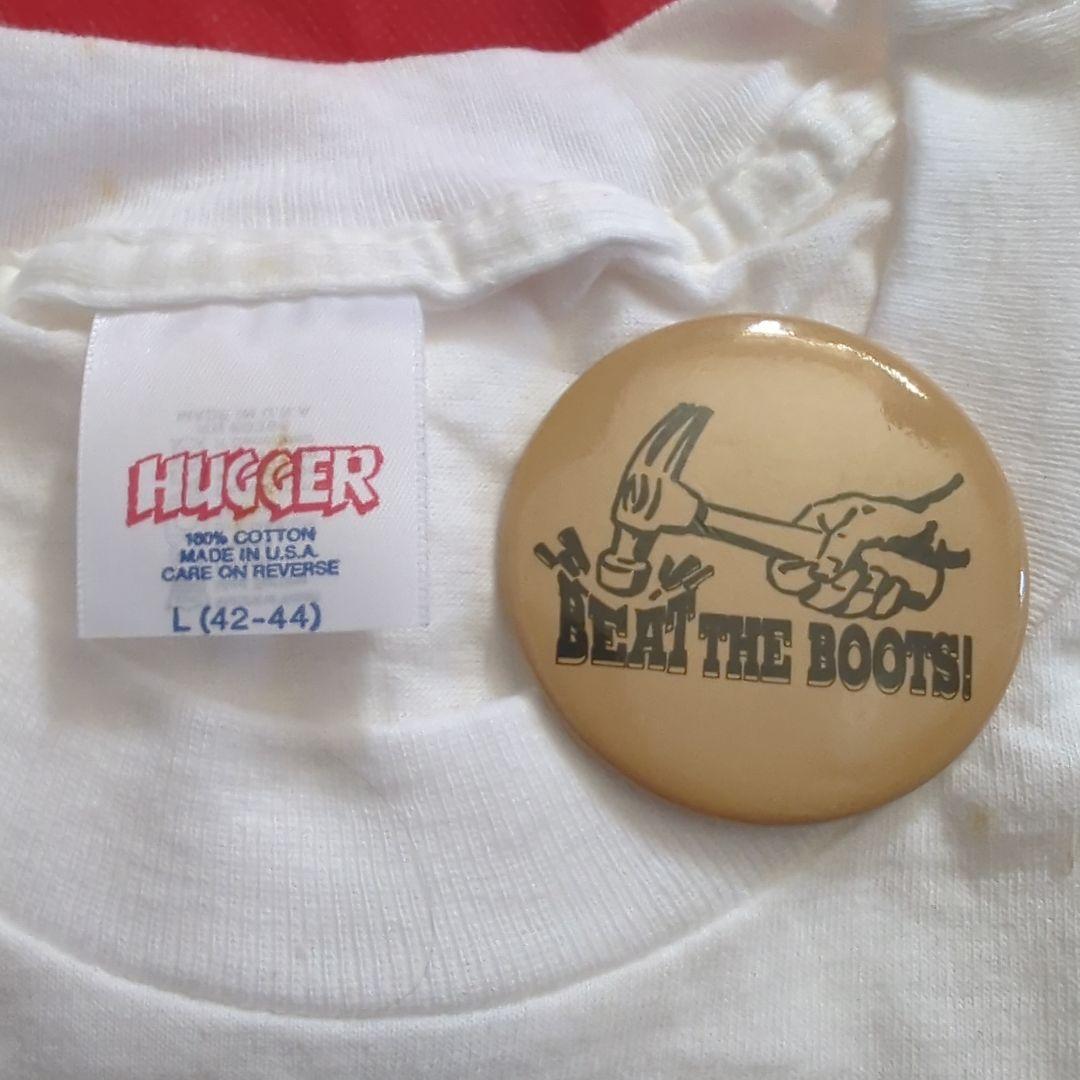 HUGGER
100% COTTON
MADE IN U.S.A.
CARE ON REVERSE
L (42-44)
BEAT THE BOOTS!